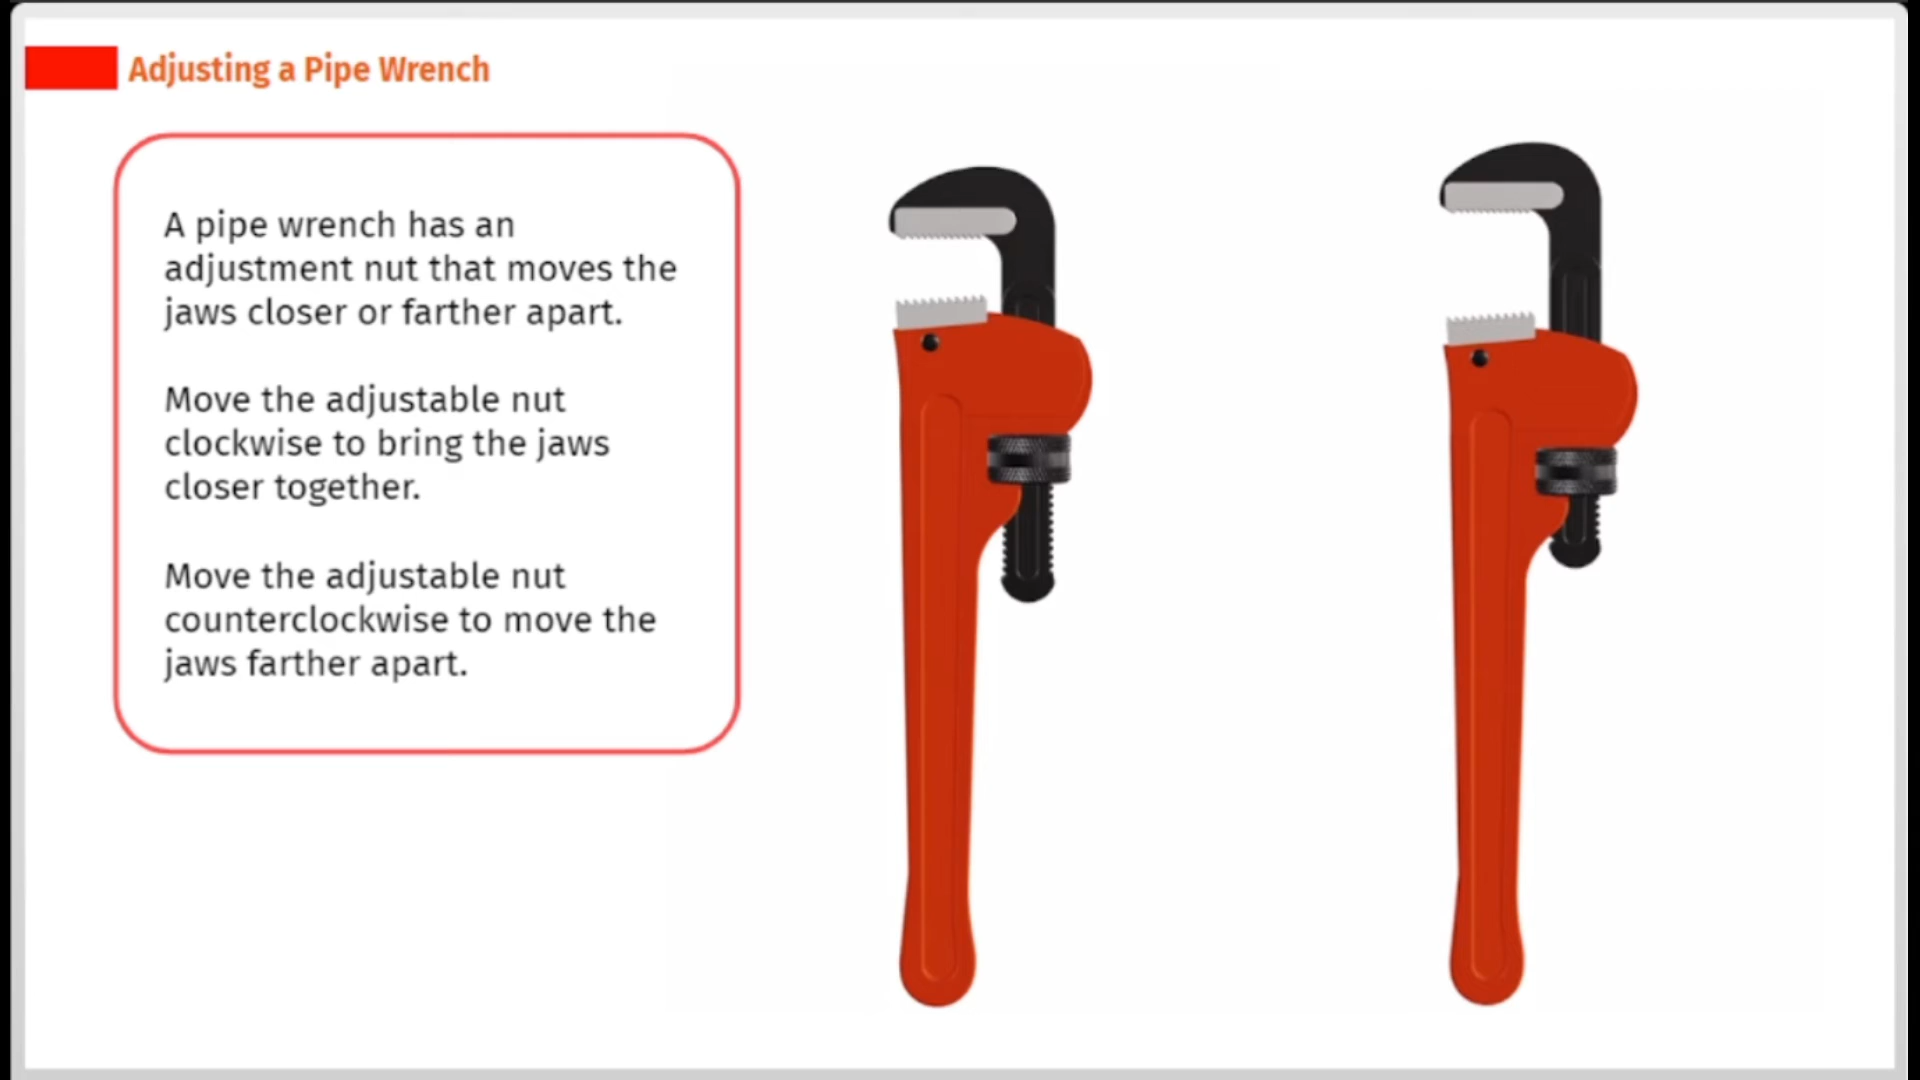 Adjusting a Pipe Wrench
A pipe wrench has an
adjustment nut that moves the
jaws closer or farther apart.
Move the adjustable nut
clockwise to bring the jaws
closer together.
Move the adjustable nut
counterclockwise to move the
jaws farther apart.